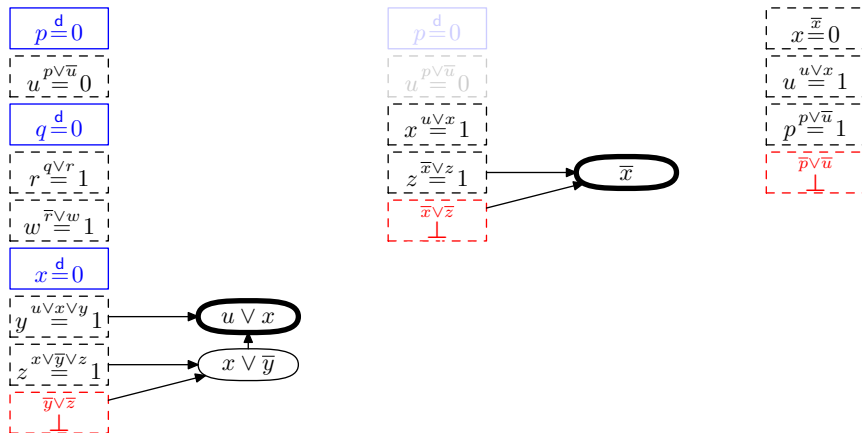 p =ᵈ 0
u =^{p∨u̅} 0
q =ᵈ 0
r =^{q∨r} 1
w =^{r̅∨w} 1
x =ᵈ 0
y =^{u∨x∨y} 1
u ∨ x
z =^{x∨y̅∨z} 1
x ∨ y̅
y̅∨z̅
⊥
p =ᵈ 0
u =^{p∨u̅} 0
x =^{u∨x} 1
z =^{x̅∨z} 1
x̅
x̅∨z̅
⊥
x =^{x̅} 0
u =^{u∨x} 1
p =^{p∨u̅} 1
p̅∨u̅
⊥